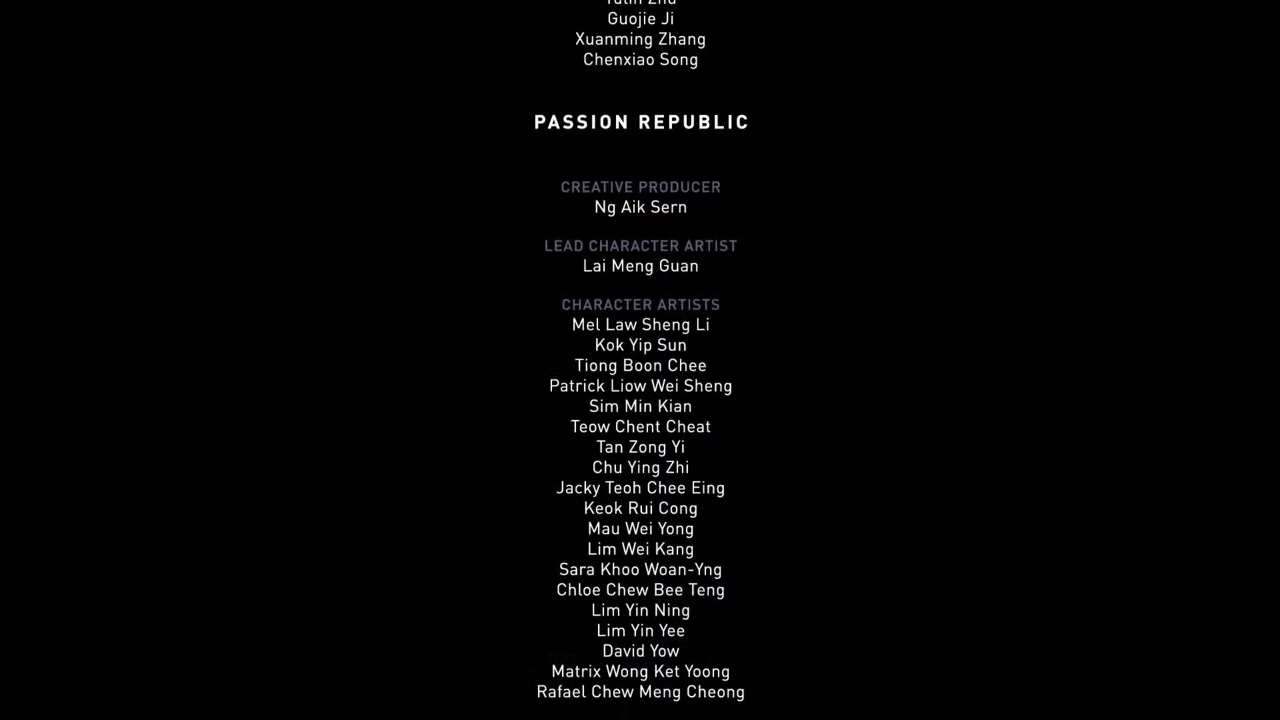 Guojie Ji
Xuanming Zhang
Chenxiao Song
PASSION REPUBLIC
CREATIVE PRODUCER
Ng Aik Sern
LEAD CHARACTER ARTIST
Lai Meng Guan
CHARACTER ARTISTS
Mel Law Sheng Li
Kok Yip Sun
Tiong Boon Chee
Patrick Liow Wei Sheng
Sim Min Kian
Teow Chent Cheat
Tan Zong Yi
Chu Ying Zhi
Jacky Teoh Chee Eing
Keok Rui Cong
Mau Wei Yong
Lim Wei Kang
Sara Khoo Woan-Yng
Chloe Chew Bee Teng
Lim Yin Ning
Lim Yin Yee
David Yow
Matrix Wong Ket Yoong
Rafael Chew Meng Cheong